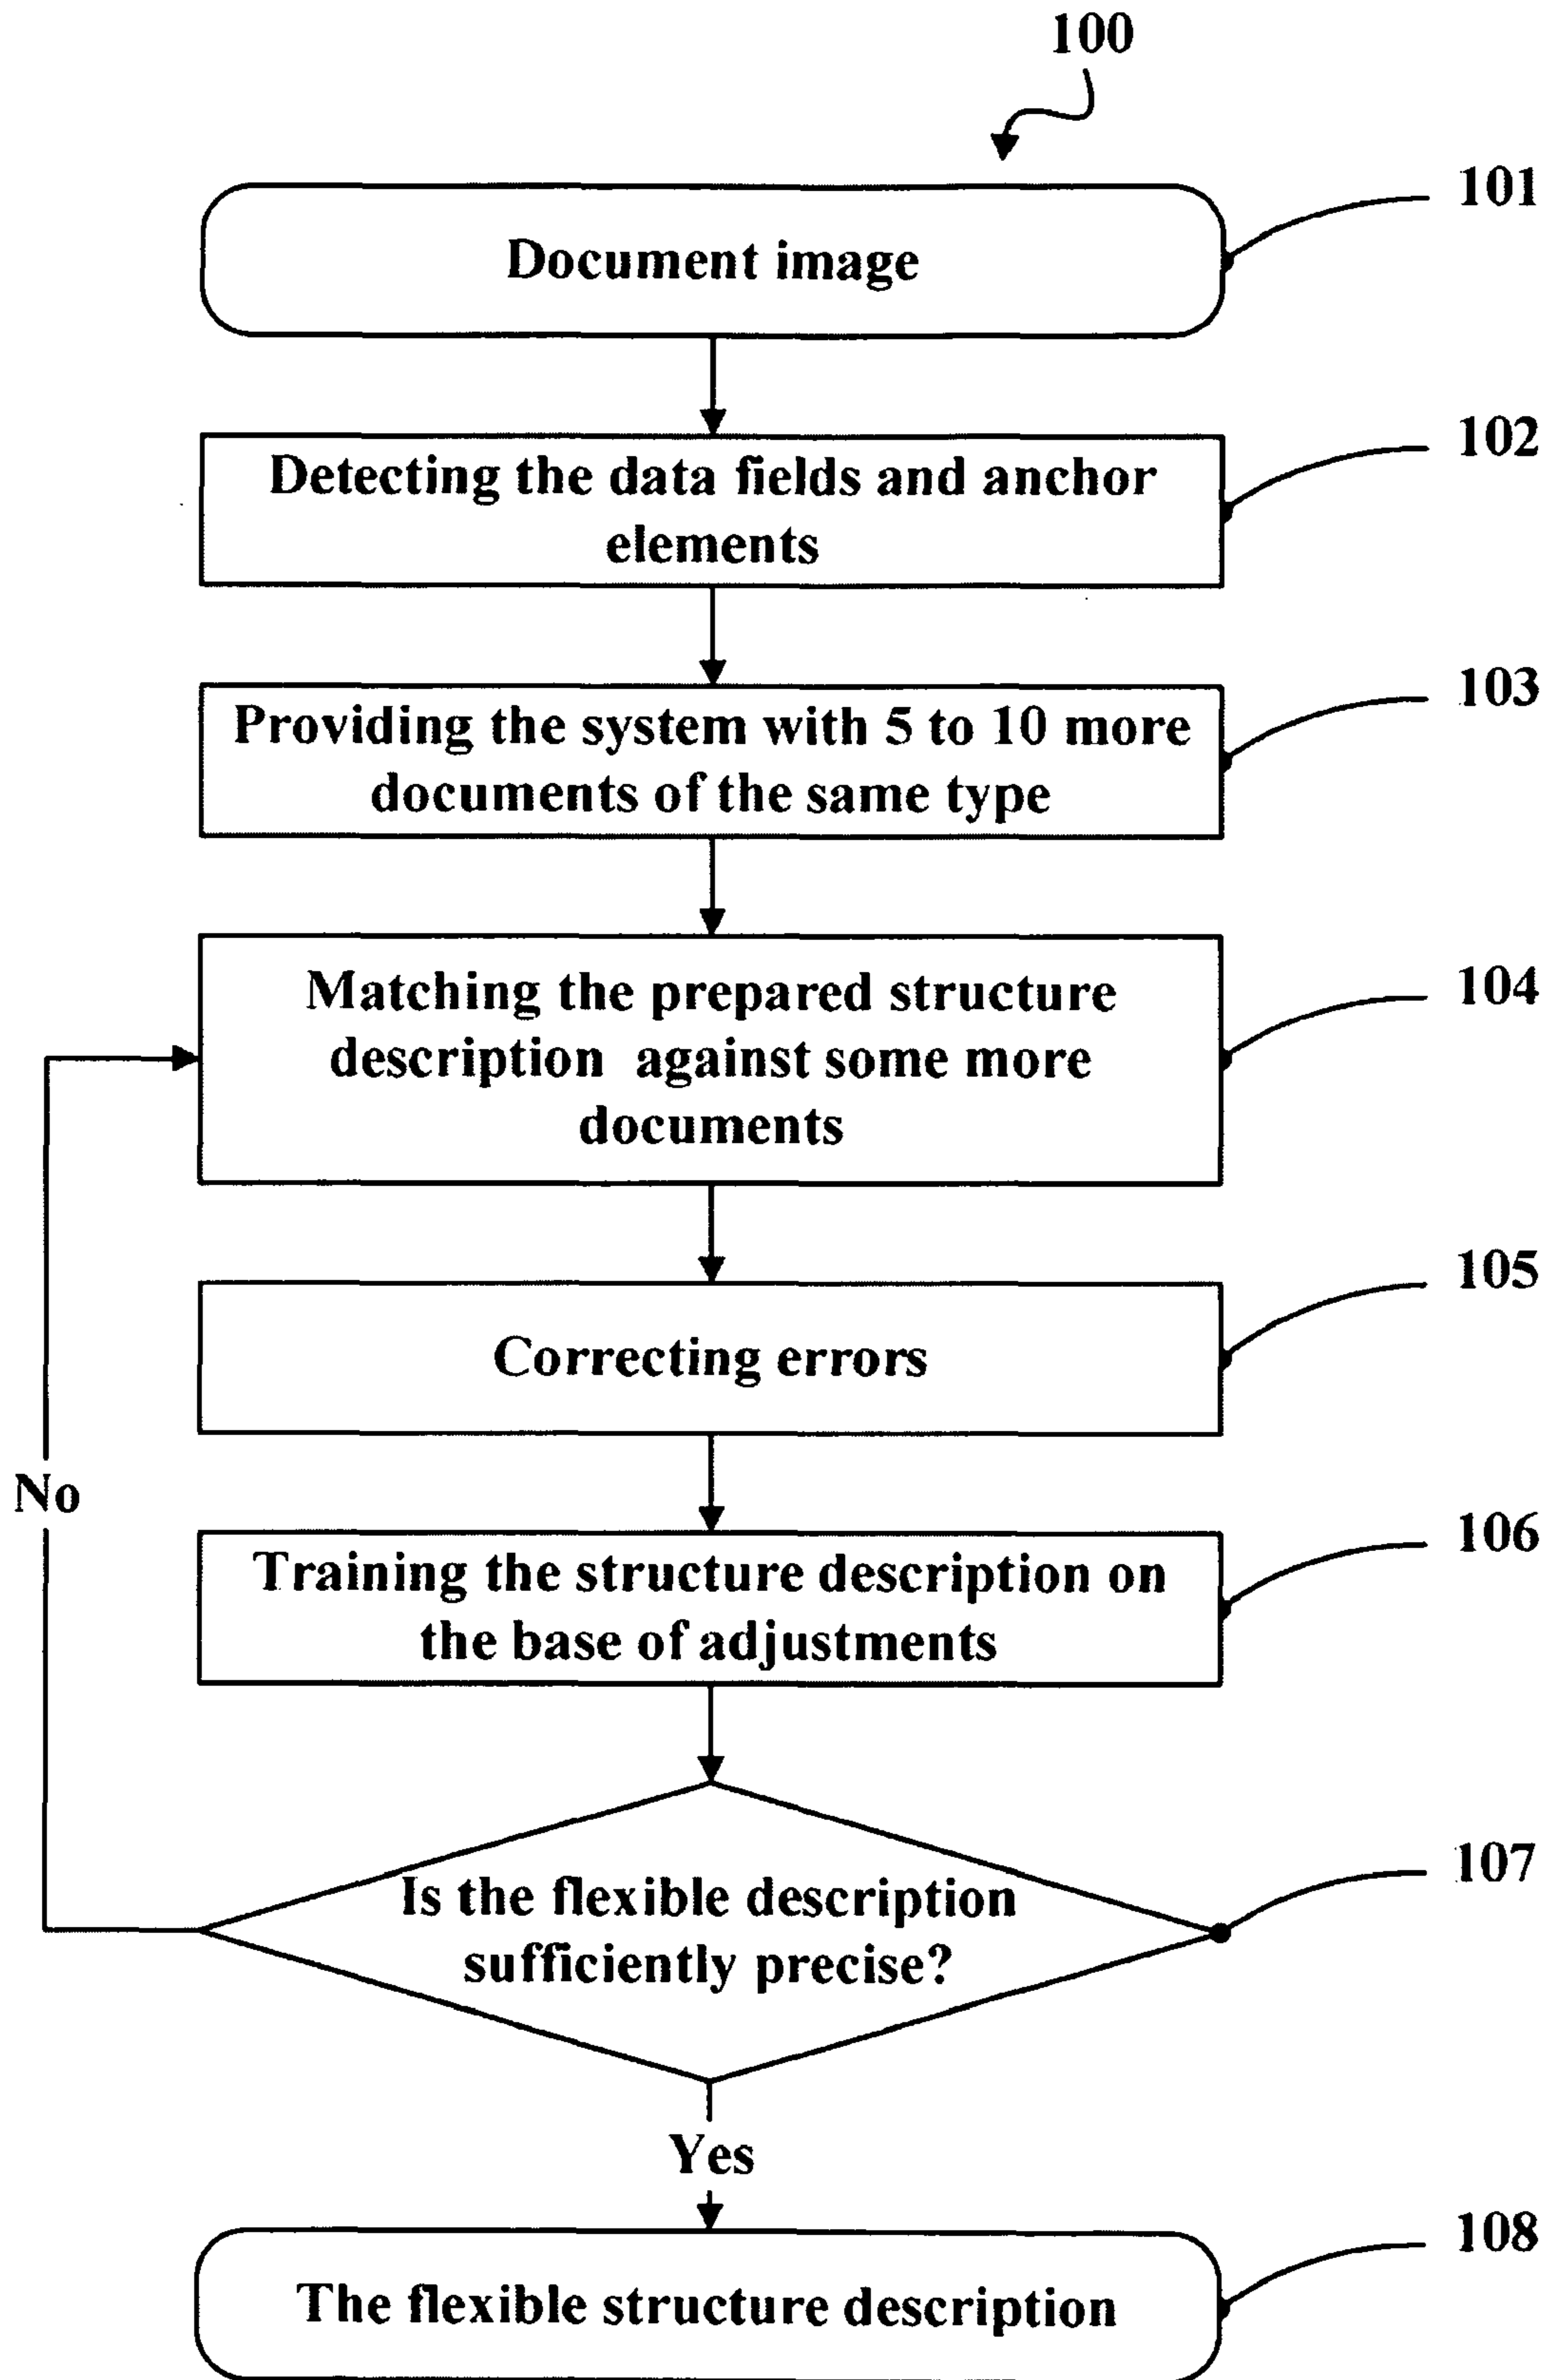 100
101
Document image
102
Detecting the data fields and anchor
elements
103
Providing the system with 5 to 10 more
documents of the same type
104
Matching the prepared structure
description against some more
documents
105
Correcting errors
No
106
Training the structure description on
the base of adjustments
107
Is the flexible description
sufficiently precise?
Yes
108
The flexible structure description